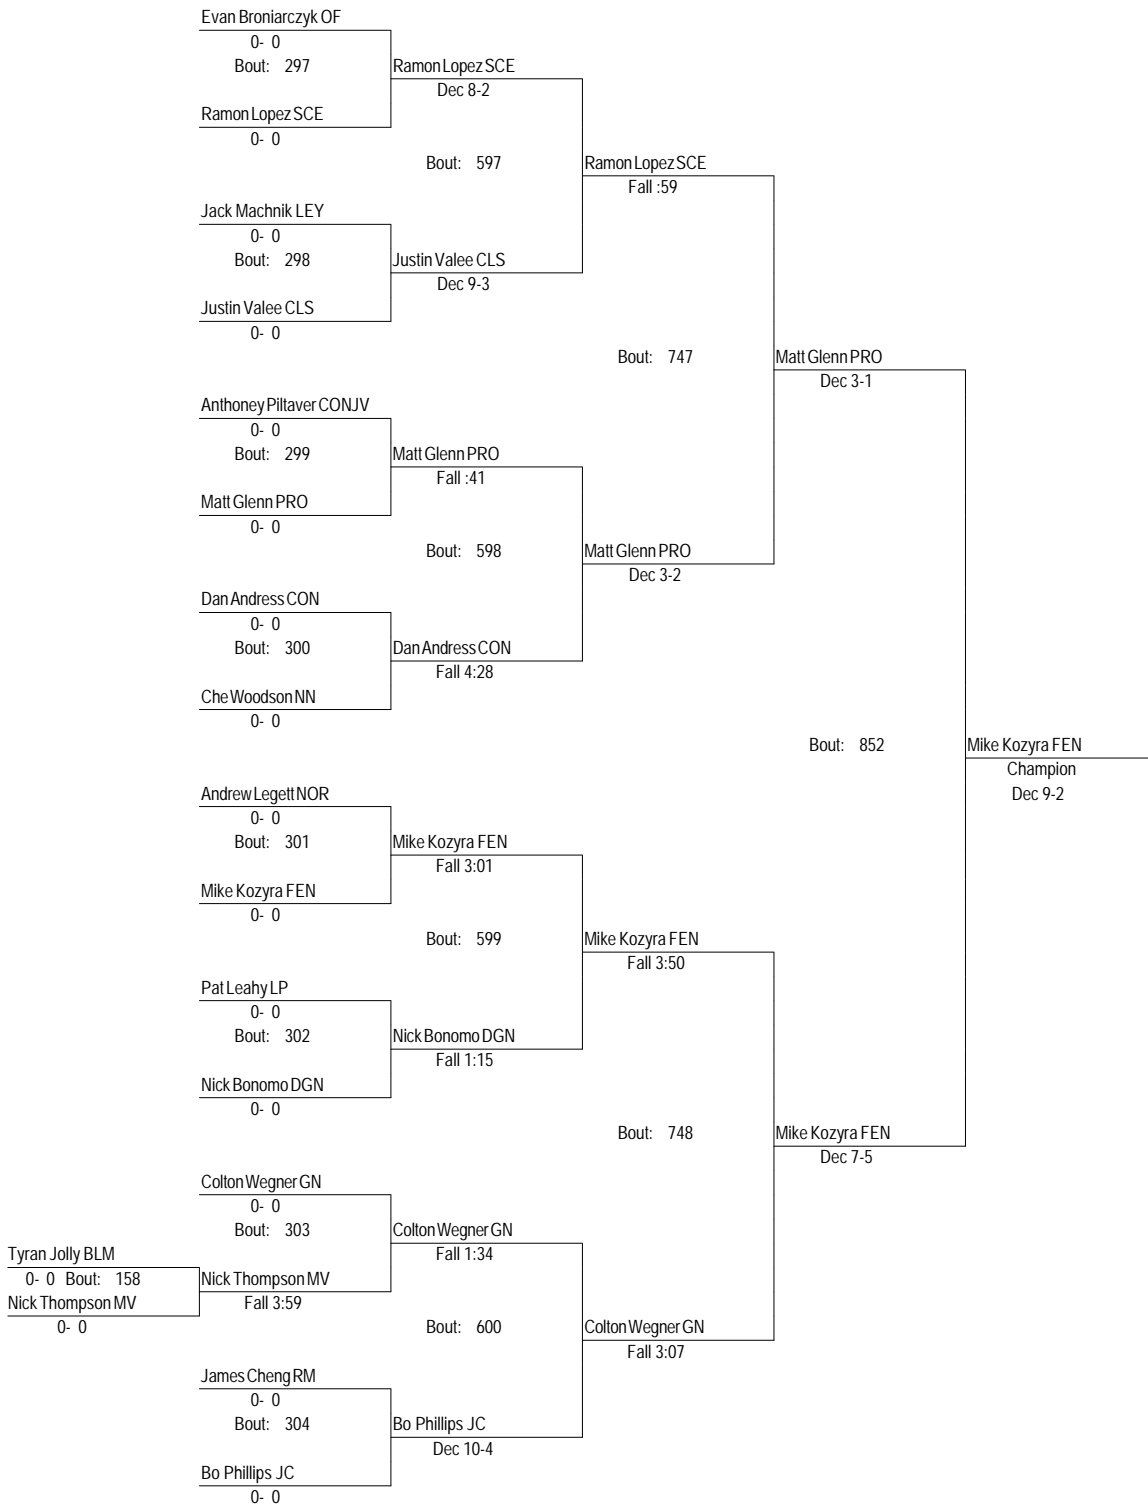 Evan Broniarczyk OF
0- 0
Bout: 297
Ramon Lopez SCE
Dec 8-2
Ramon Lopez SCE
0- 0
Bout: 597
Ramon Lopez SCE
Fall :59
Jack Machnik LEY
0- 0
Bout: 298
Justin Valee CLS
Dec 9-3
Justin Valee CLS
0- 0
Bout: 747
Matt Glenn PRO
Dec 3-1
Anthoney Piltaver CONJV
0- 0
Bout: 299
Matt Glenn PRO
Fall :41
Matt Glenn PRO
0- 0
Bout: 598
Matt Glenn PRO
Dec 3-2
Dan Andress CON
0- 0
Bout: 300
Dan Andress CON
Fall 4:28
Che Woodson NN
0- 0
Bout: 852
Mike Kozyra FEN
Champion
Dec 9-2
Andrew Legett NOR
0- 0
Bout: 301
Mike Kozyra FEN
Fall 3:01
Mike Kozyra FEN
0- 0
Bout: 599
Mike Kozyra FEN
Fall 3:50
Pat Leahy LP
0- 0
Bout: 302
Nick Bonomo DGN
Fall 1:15
Nick Bonomo DGN
0- 0
Bout: 748
Mike Kozyra FEN
Dec 7-5
Colton Wegner GN
0- 0
Bout: 303
Colton Wegner GN
Fall 1:34
Tyran Jolly BLM
0- 0 Bout: 158
Nick Thompson MV
Fall 3:59
Nick Thompson MV
0- 0
Bout: 600
Colton Wegner GN
Fall 3:07
James Cheng RM
0- 0
Bout: 304
Bo Phillips JC
Dec 10-4
Bo Phillips JC
0- 0